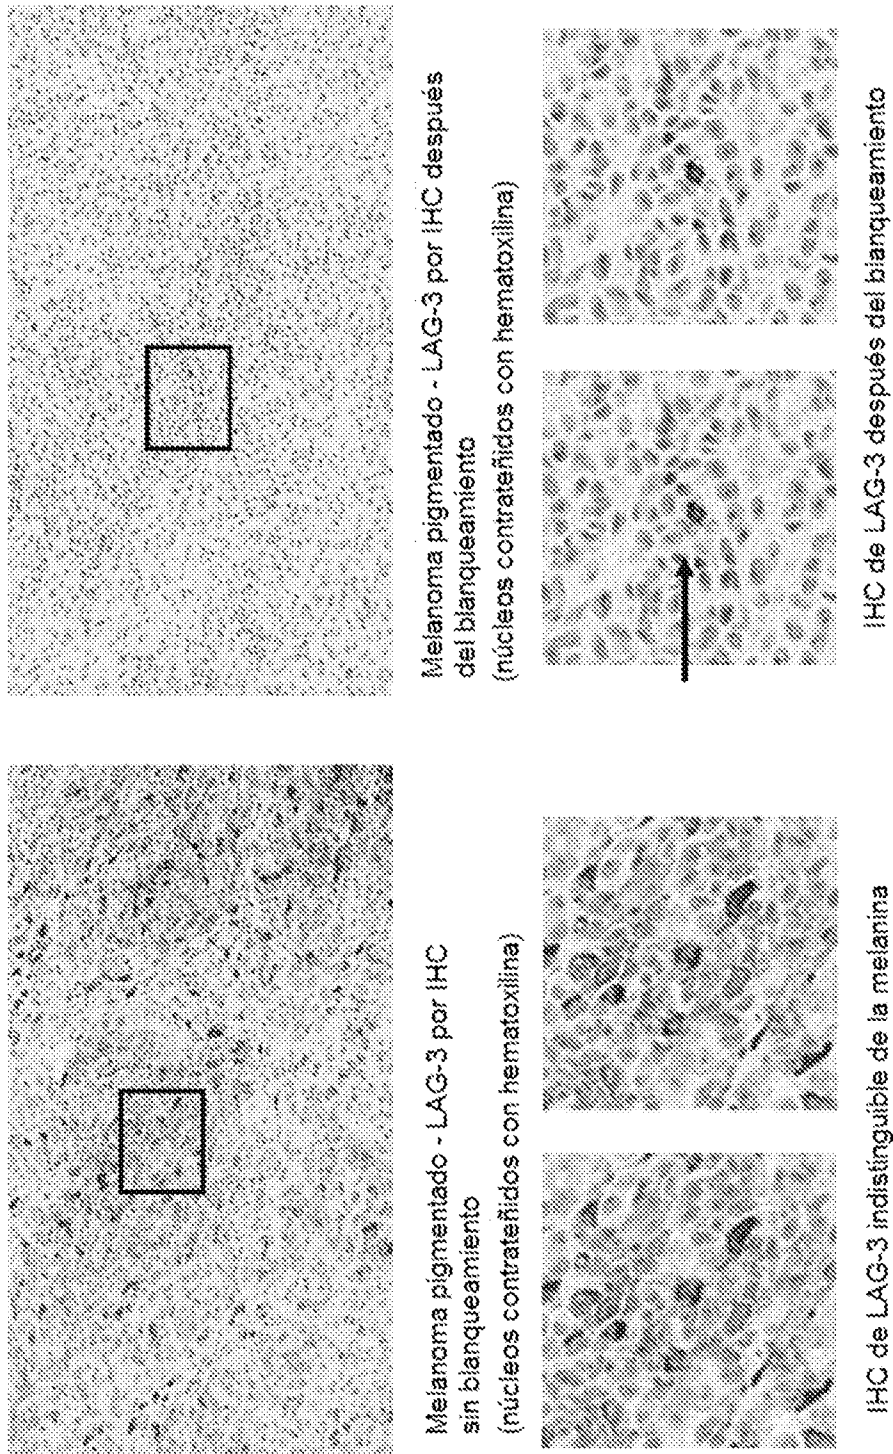 Melanoma pigmentado - LAG-3 por IHC
sin blanqueamiento
(núcleos contrateñidos con hematoxilina)
IHC de LAG-3 indistinguible de la melanina
Melanoma pigmentado - LAG-3 por IHC después
del blanqueamiento
(núcleos contrateñidos con hematoxilina)
IHC de LAG-3 después del blanqueamiento